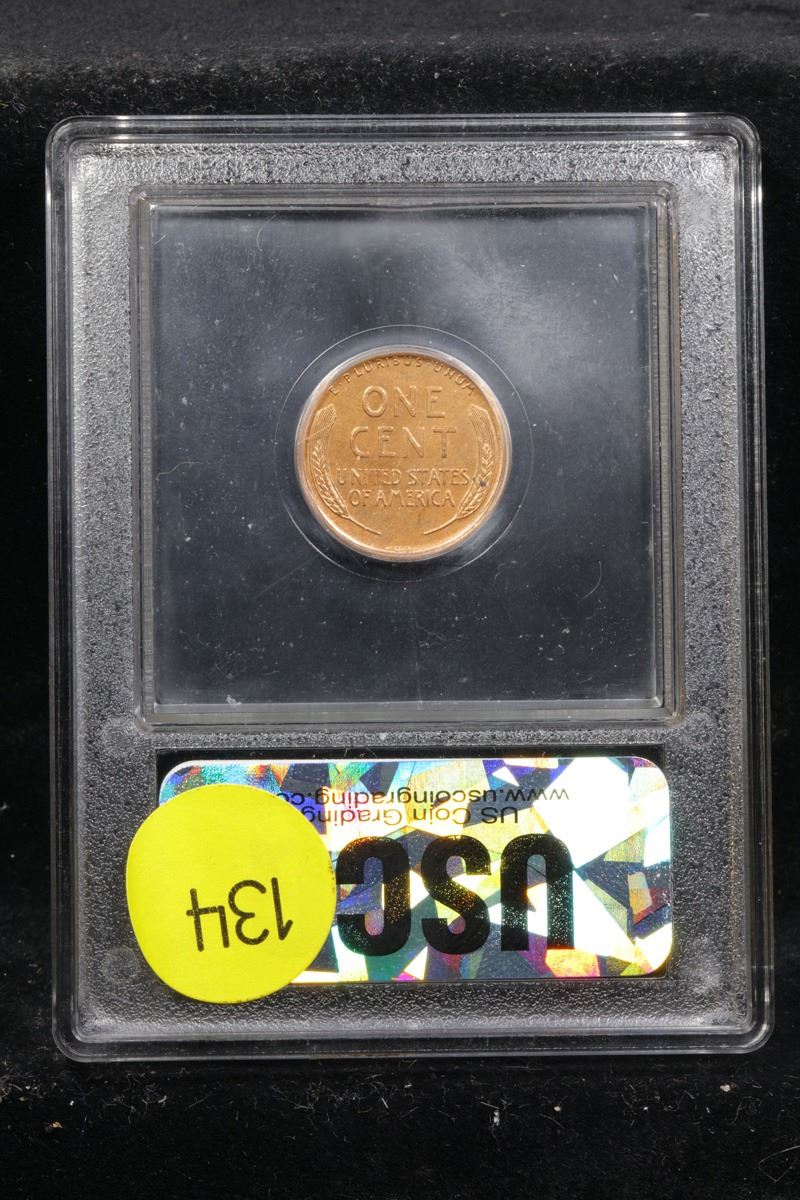 E · PLURIBUS · UNUM
ONE
CENT
UNITED STATES
OF AMERICA
USC
US Coin Grading
www.uscoingrading.co
134